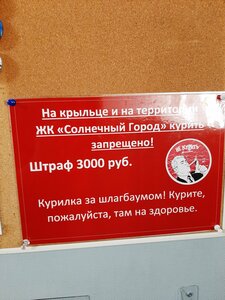 На крыльце и на территории
ЖК «Солнечный Город» курить
запрещено!
Штраф 3000 руб.
НЕ КУРИТЬ
Курилка за шлагбаумом! Курите,
пожалуйста, там на здоровье.